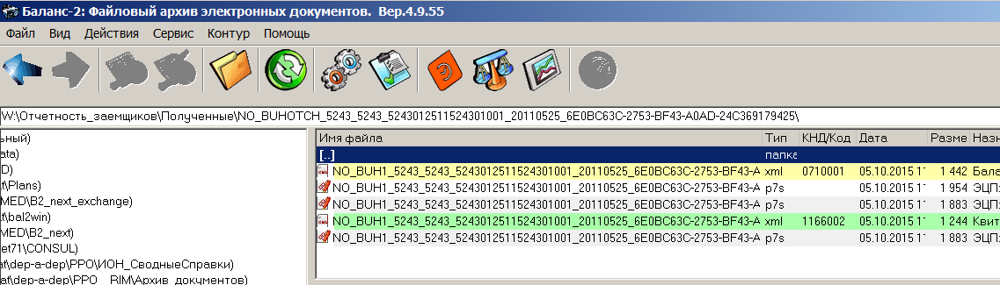 Баланс-2: Файловый архив электронных документов. Вер.4.9.55
Файл Вид Действия Сервис Контур Помощь
W:\Отчетность_заемщиков\Полученные\NO_BUHOTCH_5243_5243_5243012511524301001_20110525_6E0BC63C-2753-BF43-A0AD-24C369179425\
ьный)
ata)
D)
t\Plans)
MED\B2_next_exchange)
t\bal2win)
MED\B2_next)
et71\CONSUL)
at\dep-a-dep\PPO\ИОН_СводныеСправки)
at\dep-a-dep\PPO__RIM\Архив_документов)
Имя файла Тип КНД/Код Дата Разме Назн
[..] папка
NO_BUH1_5243_5243_5243012511524301001_20110525_6E0BC63C-2753-BF43-A xml 0710001 05.10.2015 1 1 442 Бала
NO_BUH1_5243_5243_5243012511524301001_20110525_6E0BC63C-2753-BF43-A p7s 05.10.2015 1 1 954 ЭЦП:
NO_BUH1_5243_5243_5243012511524301001_20110525_6E0BC63C-2753-BF43-A p7s 05.10.2015 1 1 883 ЭЦП:
NO_BUH1_5243_5243_5243012511524301001_20110525_6E0BC63C-2753-BF43-A xml 1166002 05.10.2015 1 1 244 Квит
NO_BUH1_5243_5243_5243012511524301001_20110525_6E0BC63C-2753-BF43-A p7s 05.10.2015 1 1 883 ЭЦП: